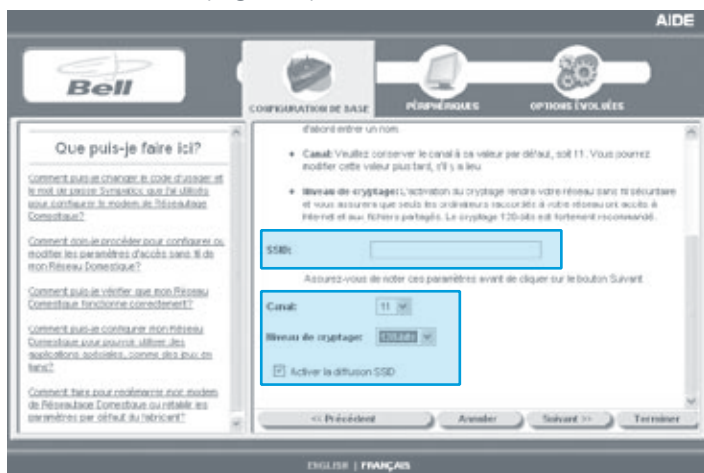 AIDE
Bell
CONFIGURATION DE BASE
PÉRIPHÉRIQUES
OPTIONS ÉVOLUÉES
Que puis-je faire ici?
Comment puis-je changer le code d'usager et
le mot de passe Sympatico que j'ai utilisés
pour configurer le modem de Réseautage
Domestique?
Comment dois-je procéder pour configurer ou
modifier les paramètres d'accès sans fil de
mon Réseau Domestique?
Comment puis-je vérifier que mon Réseau
Domestique fonctionne correctement?
Comment puis-je configurer mon Réseau
Domestique pour pouvoir utiliser des
applications spéciales, comme des jeux en
Comment faire pour redémarrer mon modem
de Réseautage Domestique ou rétablir les
paramètres par défaut du fabricant?
d'abord entrer un nom.
Canal: Veuillez conserver le canal à sa valeur par défaut, soit 11. Vous pourrez
modifier cette valeur plus tard, s'il y a lieu
Niveau de cryptage: L'activation du cryptage rendra votre réseau sans fil sécuritaire
et vous assurera que seuls les ordinateurs raccordés à votre réseau ont accès à
Internet et aux fichiers partagés. Le cryptage 128-bits est fortement recommandé.
SSID:
Assurez-vous de noter ces paramètres avant de cliquer sur le bouton Suivant
Canal: 11
Niveau de cryptage: 128-bits
Activer la diffusion SSID
<< Précédent Annuler Suivant >> Terminer
ENGLISH | FRANÇAIS